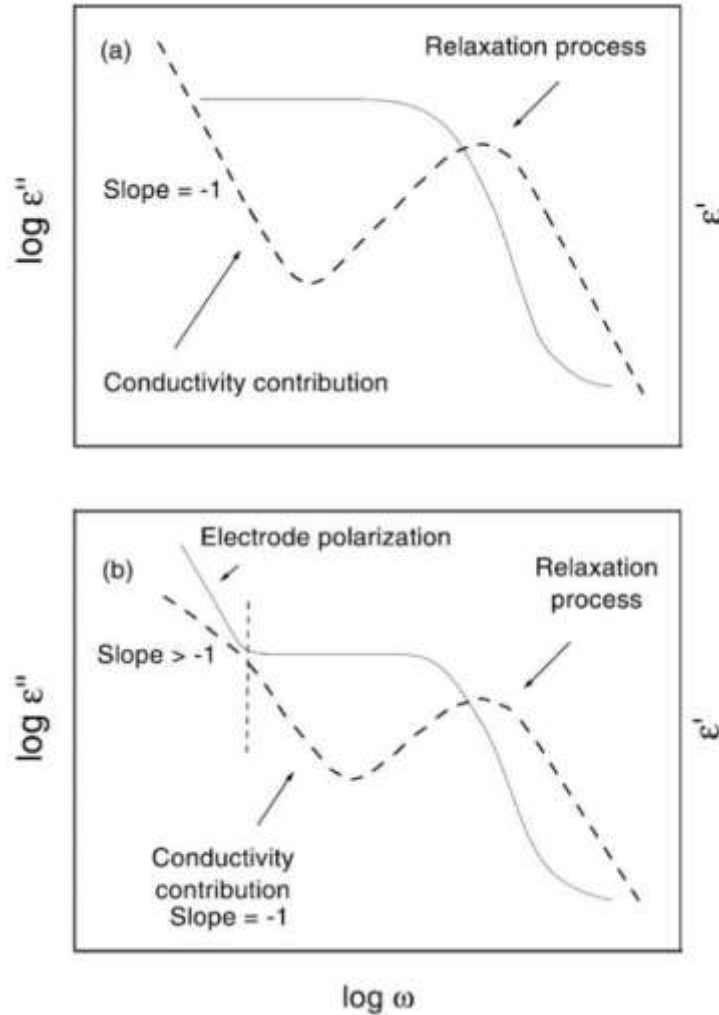 (a)
Relaxation process
Slope = -1
Conductivity contribution
log ε"
ε'
(b)
Electrode polarization
Relaxation
process
Slope > -1
Conductivity
contribution
Slope = -1
log ε"
ε'
log ω